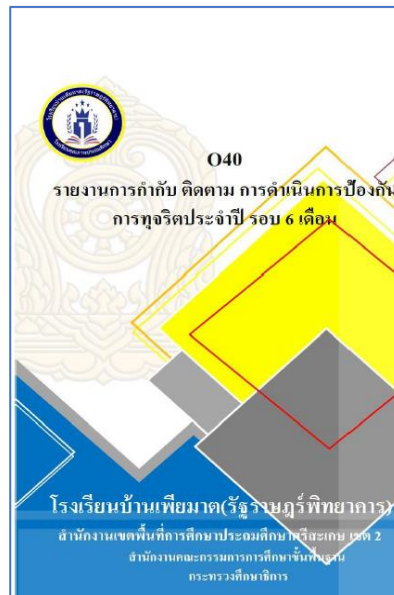 O40
รายงานการกำกับ ติดตาม การดำเนินการป้องกัน
การทุจริตประจำปี รอบ 6 เดือน
โรงเรียนบ้านเพียมาต(รัฐราษฎร์พิทยาคาร)
สำนักงานเขตพื้นที่การศึกษาประถมศึกษาศรีสะเกษ เขต 2
สำนักงานคณะกรรมการการศึกษาขั้นพื้นฐาน
กระทรวงศึกษาธิการ